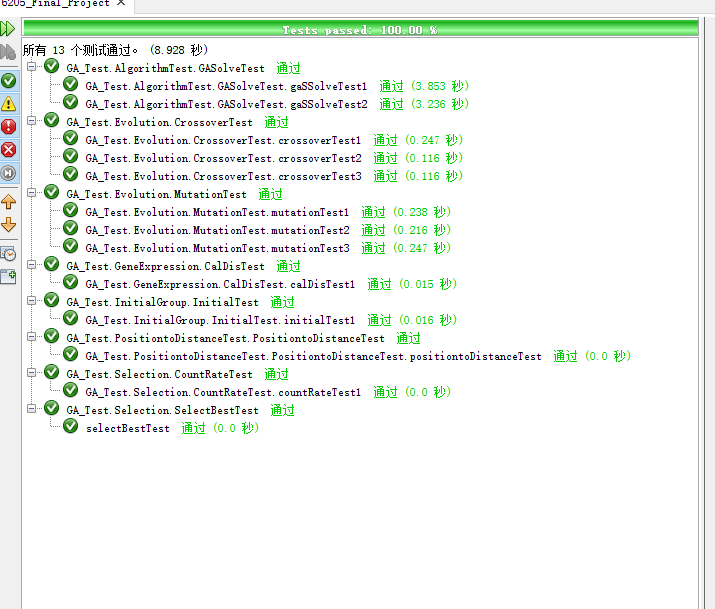 6205_Final_Project ×
Tests passed: 100.00 %
所有 13 个测试通过。(8.928 秒)
GA_Test.AlgorithmTest.GASolveTest 通过
GA_Test.AlgorithmTest.GASolveTest.gaSSolveTest1 通过 (3.853 秒)
GA_Test.AlgorithmTest.GASolveTest.gaSSolveTest2 通过 (3.236 秒)
GA_Test.Evolution.CrossoverTest 通过
GA_Test.Evolution.CrossoverTest.crossoverTest1 通过 (0.247 秒)
GA_Test.Evolution.CrossoverTest.crossoverTest2 通过 (0.116 秒)
GA_Test.Evolution.CrossoverTest.crossoverTest3 通过 (0.116 秒)
GA_Test.Evolution.MutationTest 通过
GA_Test.Evolution.MutationTest.mutationTest1 通过 (0.238 秒)
GA_Test.Evolution.MutationTest.mutationTest2 通过 (0.216 秒)
GA_Test.Evolution.MutationTest.mutationTest3 通过 (0.247 秒)
GA_Test.GeneExpression.CalDisTest 通过
GA_Test.GeneExpression.CalDisTest.calDisTest1 通过 (0.015 秒)
GA_Test.InitialGroup.InitialTest 通过
GA_Test.InitialGroup.InitialTest.initialTest1 通过 (0.016 秒)
GA_Test.PositiontoDistanceTest.PositiontoDistanceTest 通过
GA_Test.PositiontoDistanceTest.PositiontoDistanceTest.positiontoDistanceTest 通过 (0.0 秒)
GA_Test.Selection.CountRateTest 通过
GA_Test.Selection.CountRateTest.countRateTest1 通过 (0.0 秒)
GA_Test.Selection.SelectBestTest 通过
selectBestTest 通过 (0.0 秒)